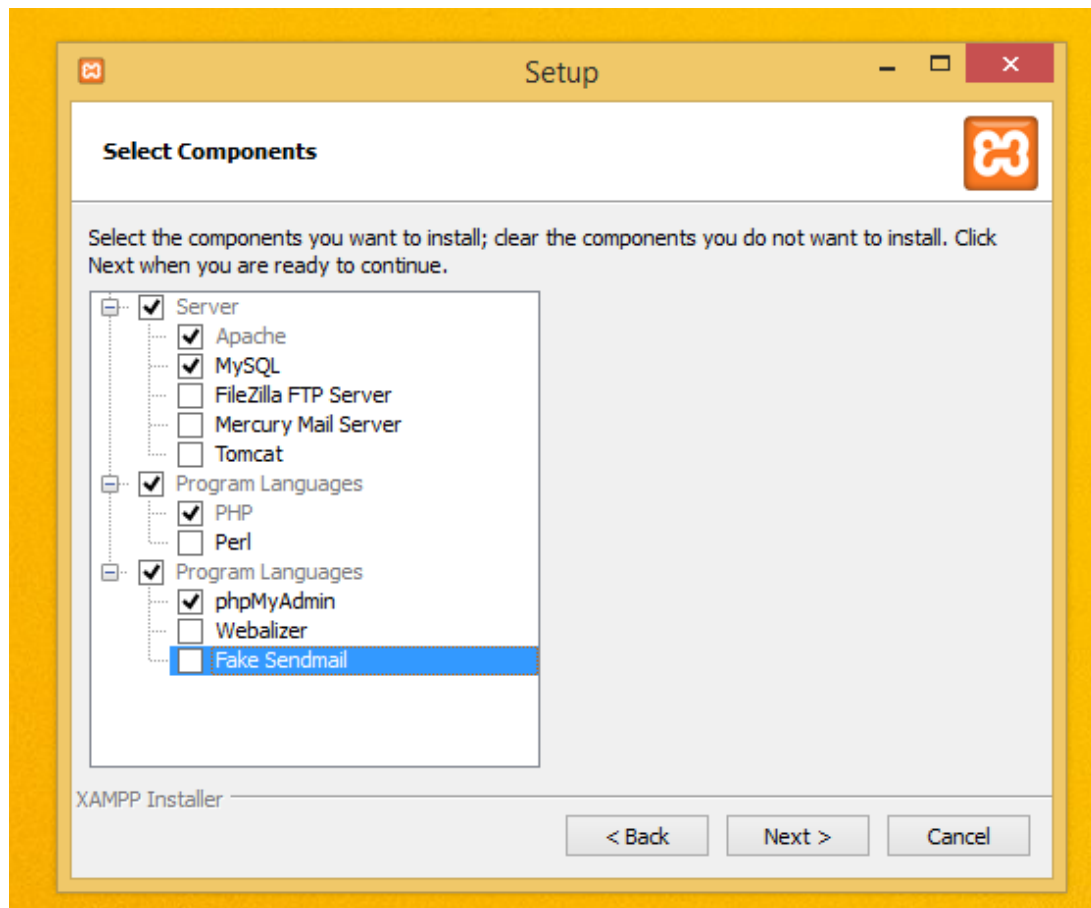 Setup
Select Components
Select the components you want to install; clear the components you do not want to install. Click
Next when you are ready to continue.
Server
Apache
MySQL
FileZilla FTP Server
Mercury Mail Server
Tomcat
Program Languages
PHP
Perl
Program Languages
phpMyAdmin
Webalizer
Fake Sendmail
XAMPP Installer
< Back Next > Cancel